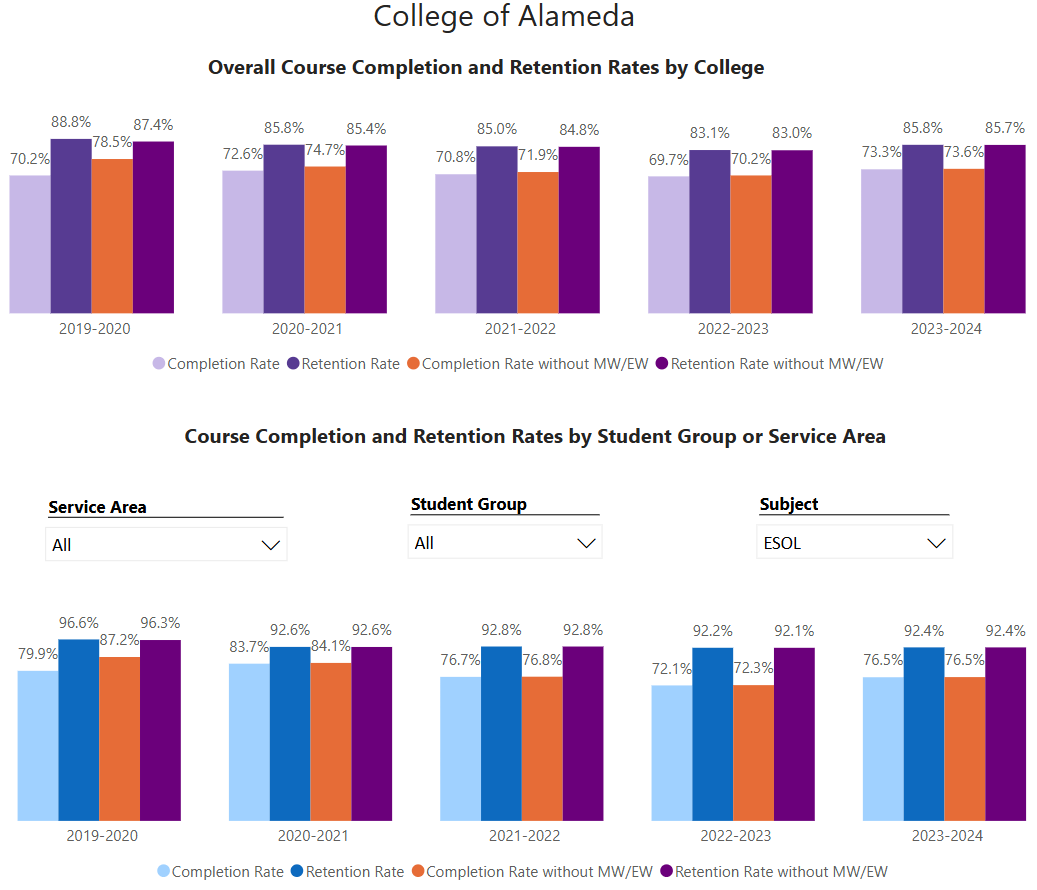 College of Alameda
Overall Course Completion and Retention Rates by College
70.2% 88.8% 78.5% 87.4% 72.6% 85.8% 74.7% 85.4% 70.8% 85.0% 71.9% 84.8% 69.7% 83.1% 70.2% 83.0% 73.3% 85.8% 73.6% 85.7%
2019-2020 2020-2021 2021-2022 2022-2023 2023-2024
Completion Rate Retention Rate Completion Rate without MW/EW Retention Rate without MW/EW
Course Completion and Retention Rates by Student Group or Service Area
Service Area Student Group Subject
All All ESOL
79.9% 96.6% 87.2% 96.3% 83.7% 92.6% 84.1% 92.6% 76.7% 92.8% 76.8% 92.8% 72.1% 92.2% 72.3% 92.1% 76.5% 92.4% 76.5% 92.4%
2019-2020 2020-2021 2021-2022 2022-2023 2023-2024
Completion Rate Retention Rate Completion Rate without MW/EW Retention Rate without MW/EW